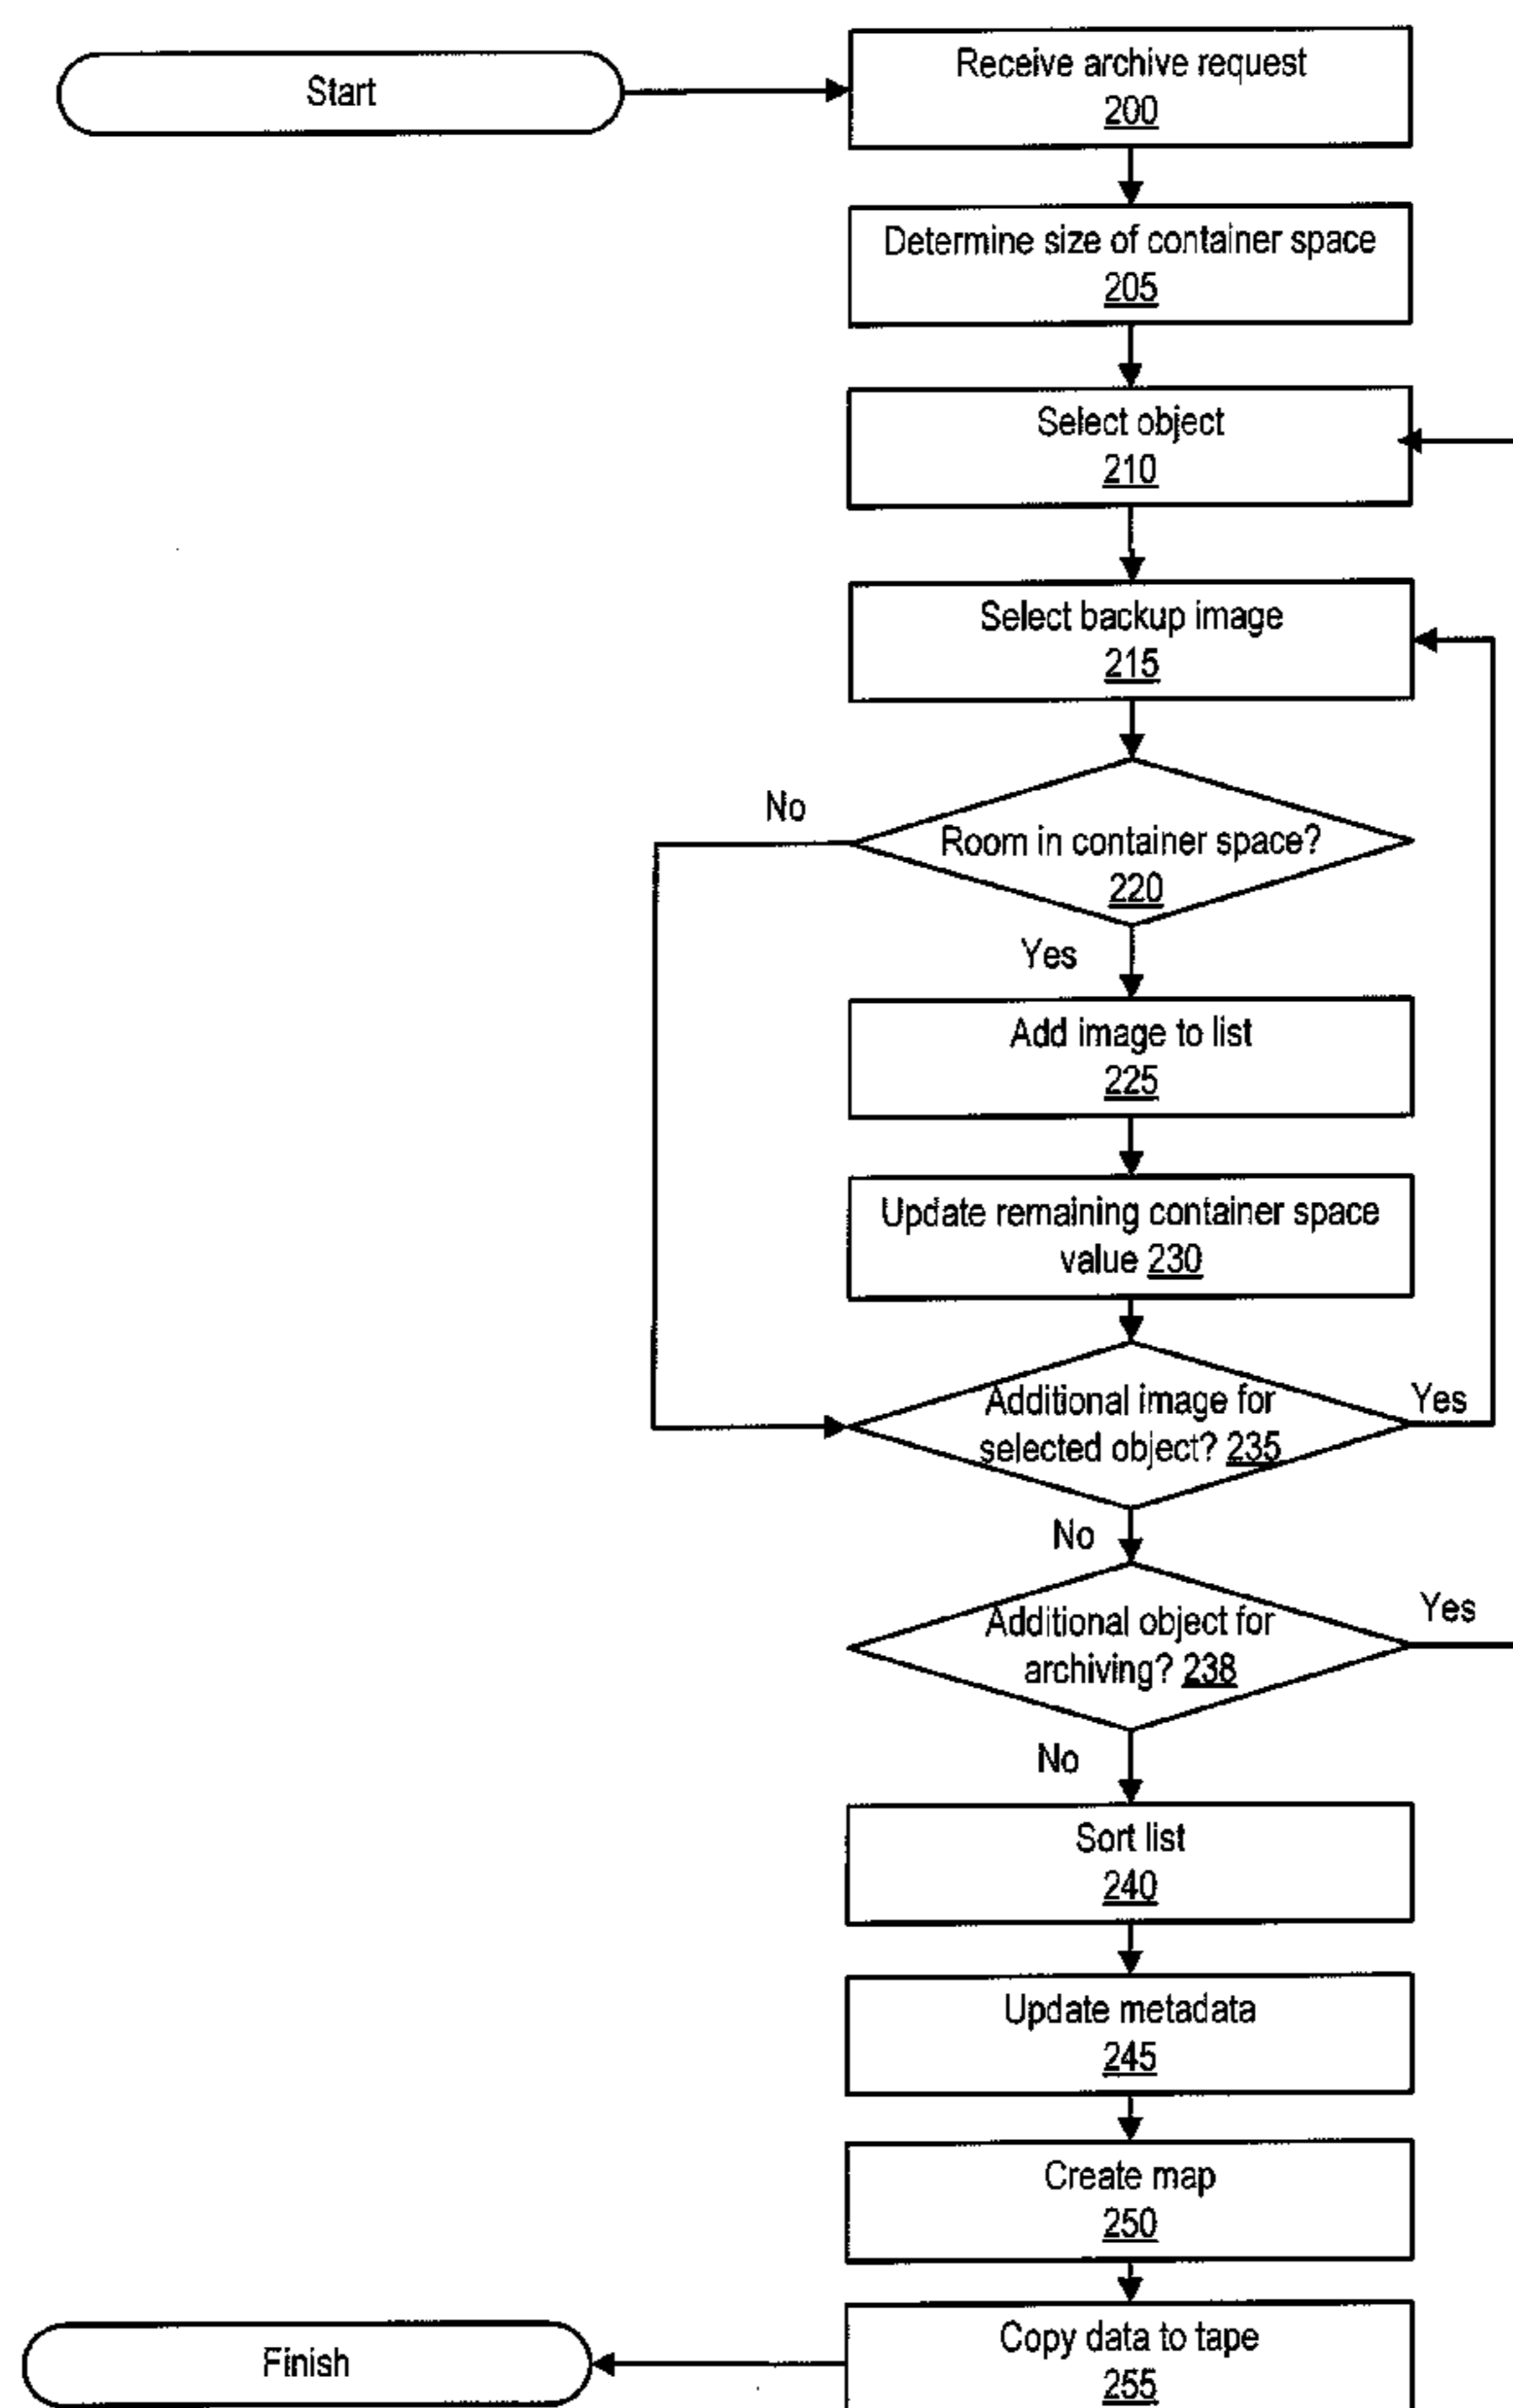 Start
Receive archive request
200
Determine size of container space
205
Select object
210
Select backup image
215
No
Room in container space?
220
Yes
Add image to list
225
Update remaining container space
value 230
Additional image for
selected object? 235
Yes
No
Additional object for
archiving? 238
Yes
No
Sort list
240
Update metadata
245
Create map
250
Copy data to tape
255
Finish